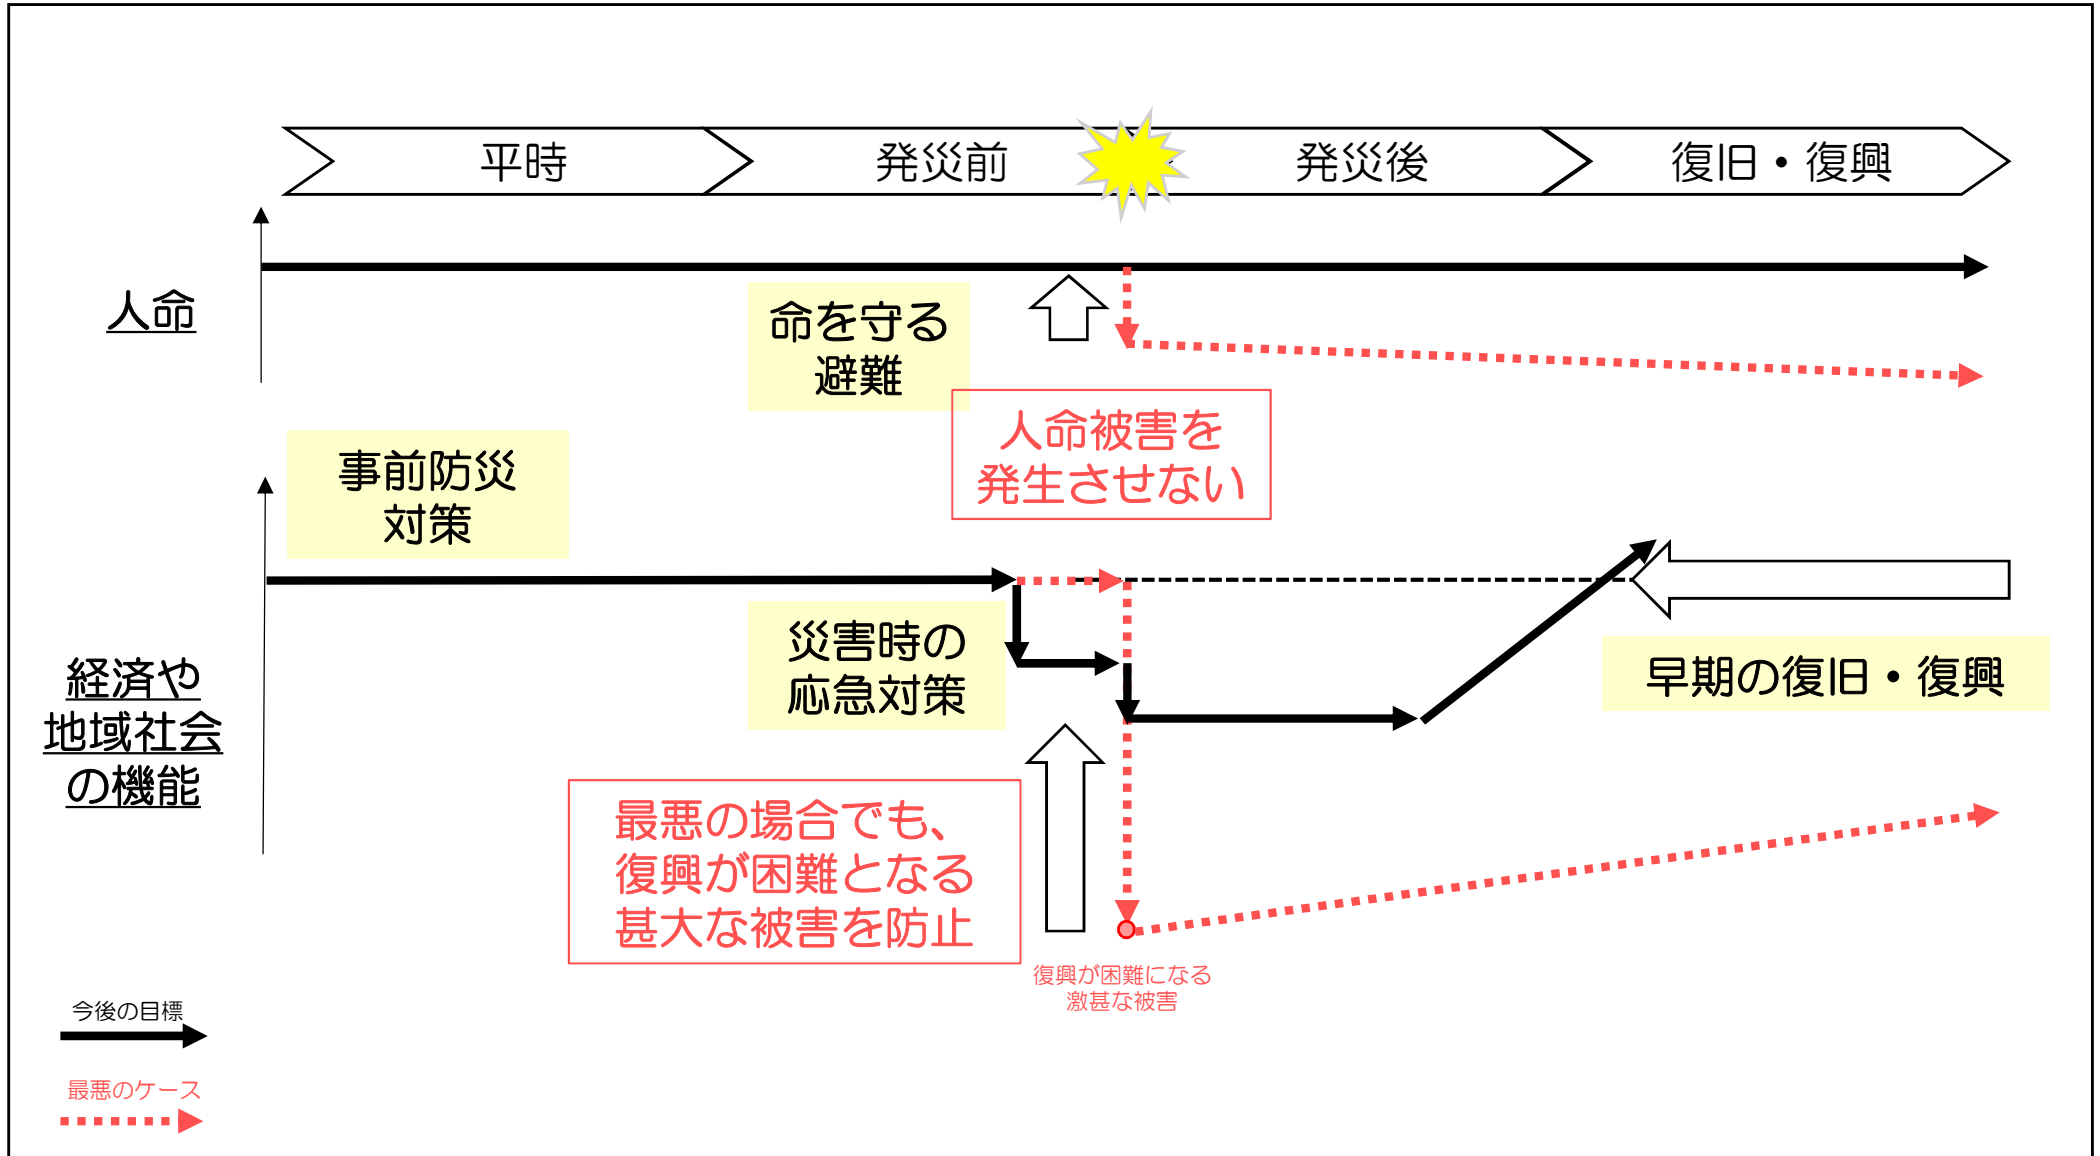 平時
発災前
発災後
復旧・復興
人命
命を守る
避難
人命被害を
発生させない
事前防災
対策
経済や
地域社会
の機能
災害時の
応急対策
早期の復旧・復興
最悪の場合でも、
復興が困難となる
甚大な被害を防止
復興が困難になる
激甚な被害
今後の目標
最悪のケース